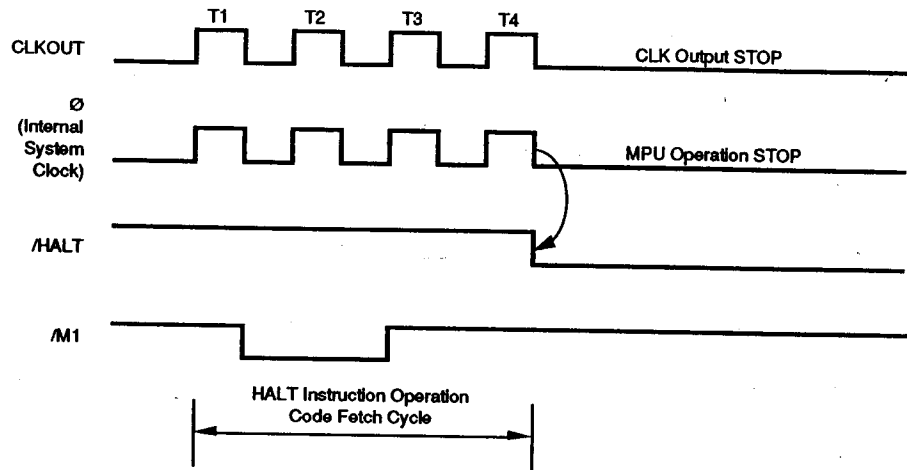 T1 T2 T3 T4
CLKOUT
CLK Output STOP
Ø
(Internal
System
Clock)
MPU Operation STOP
/HALT
/M1
HALT Instruction Operation
Code Fetch Cycle